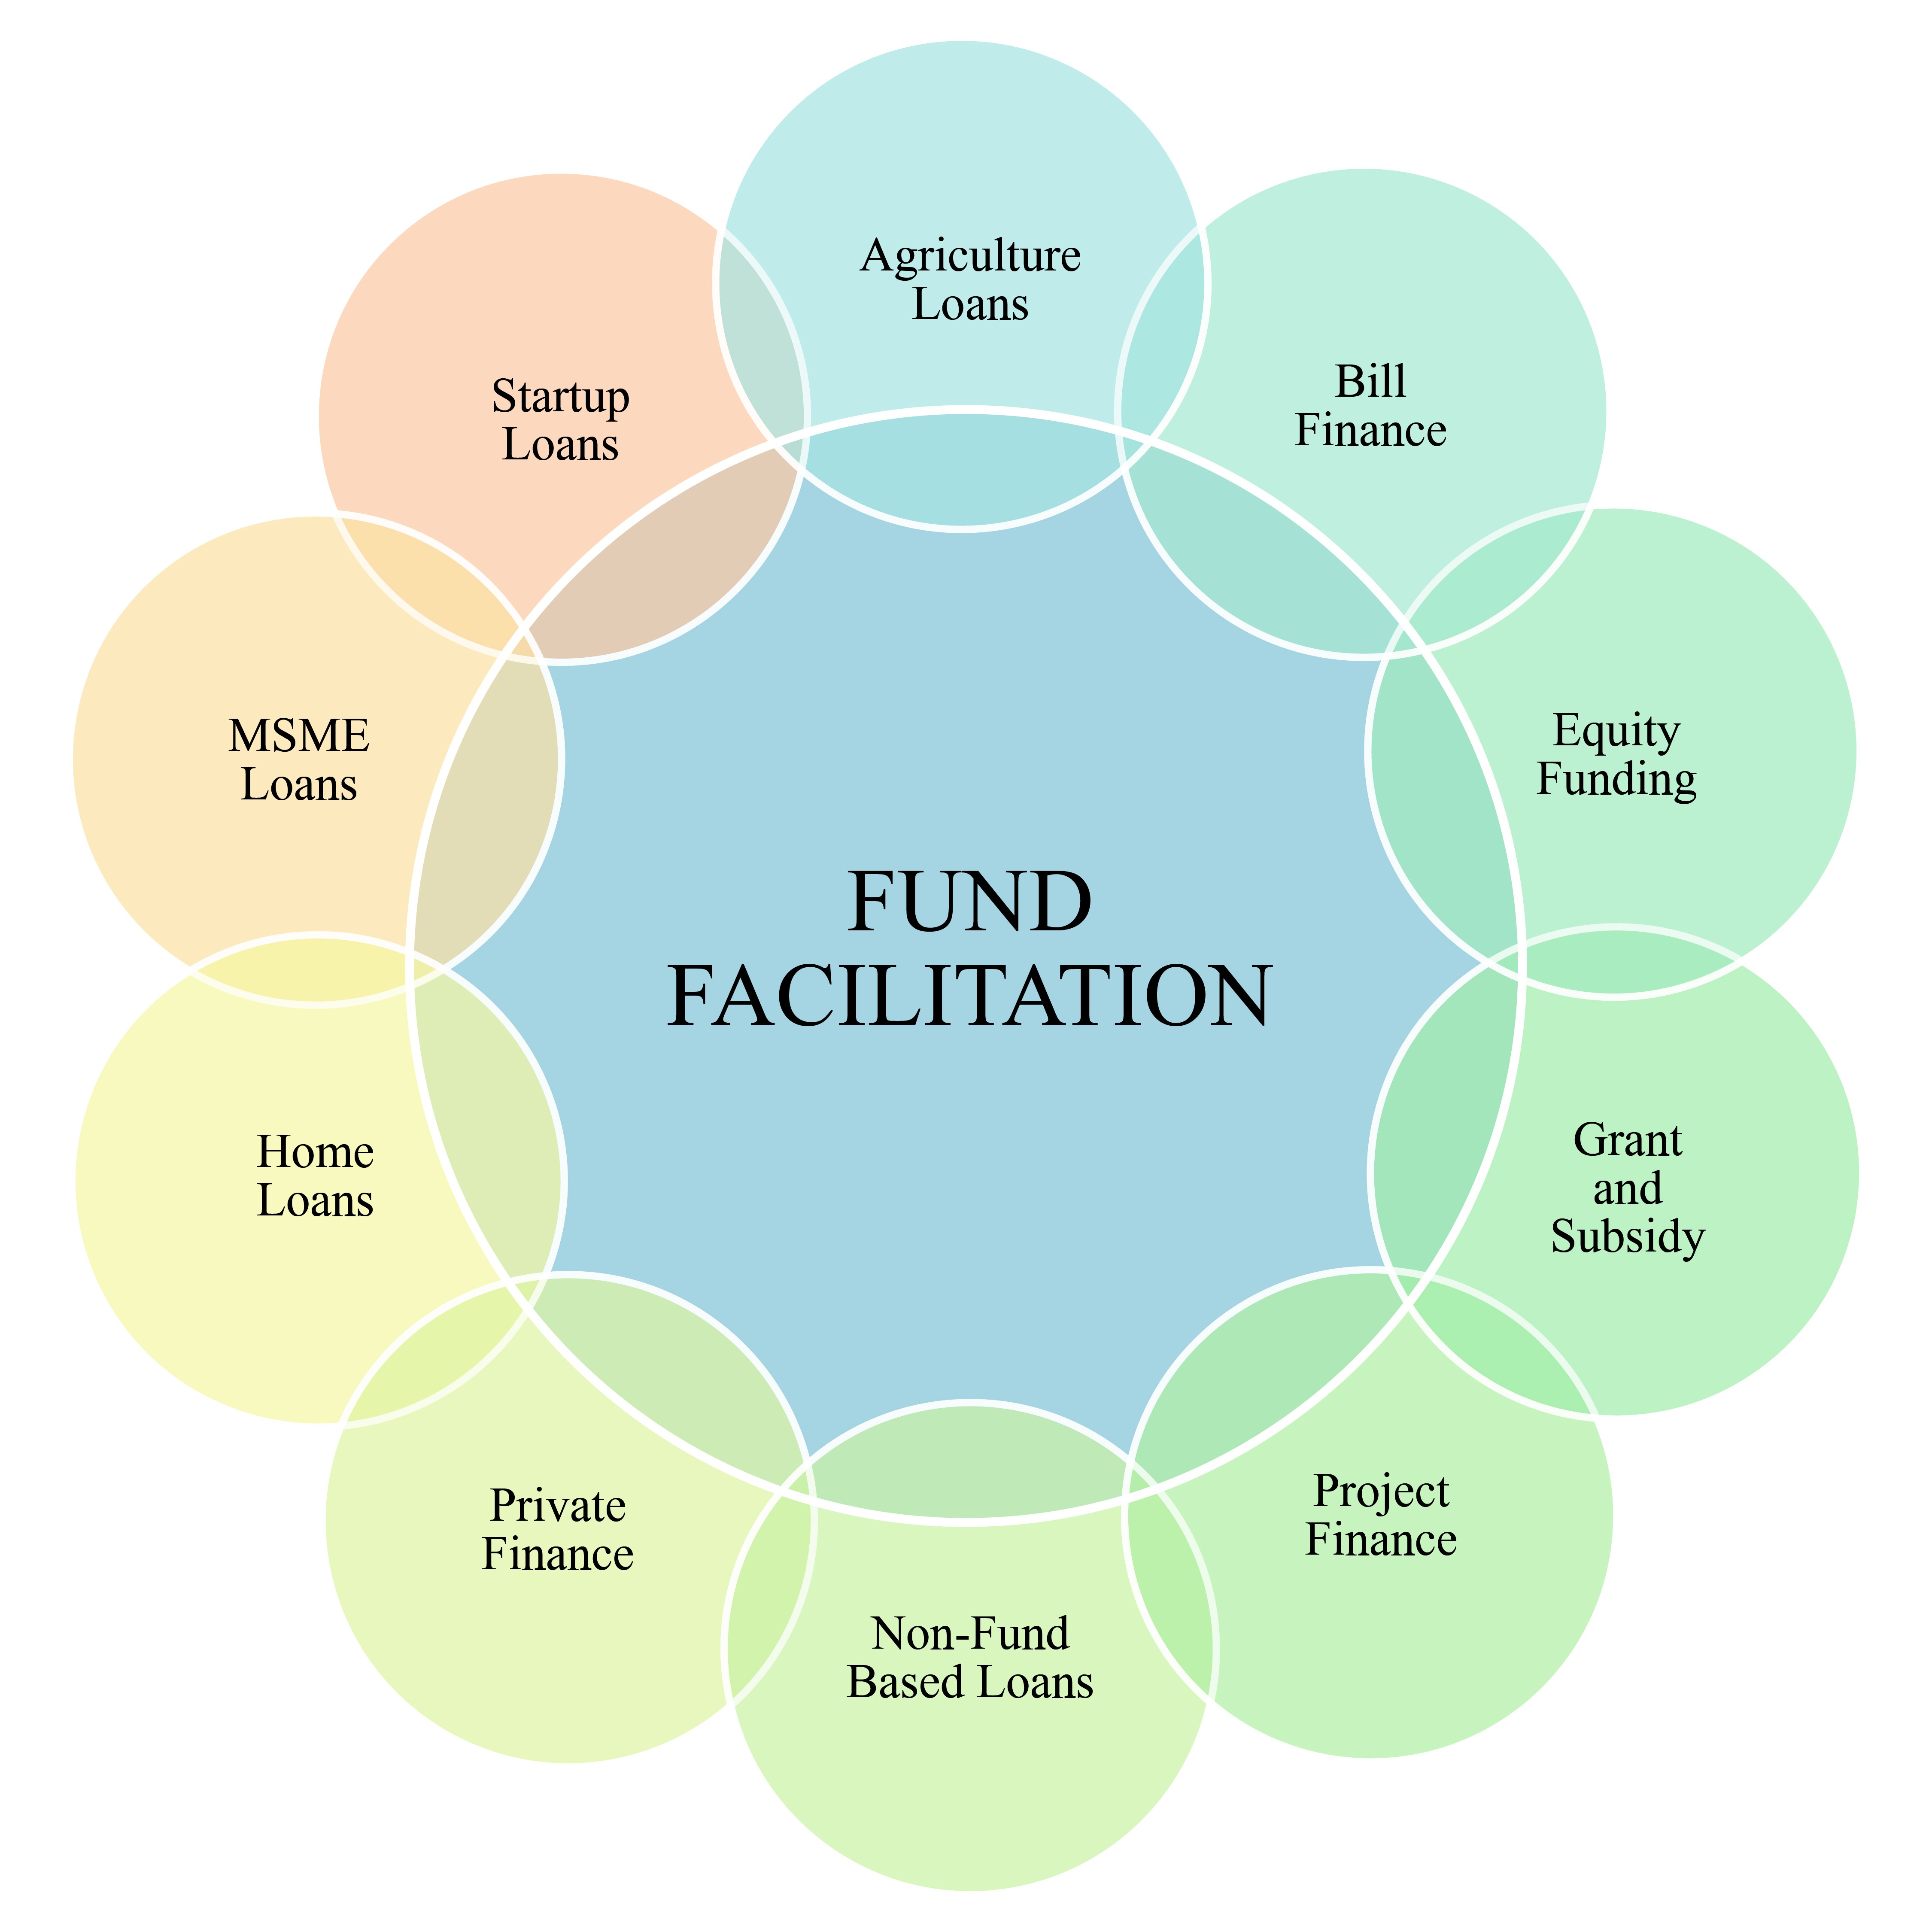 Agriculture
Loans
Bill
Finance
Equity
Funding
Grant
and
Subsidy
Project
Finance
Non-Fund
Based Loans
Private
Finance
Home
Loans
MSME
Loans
Startup
Loans
FUND
FACILITATION